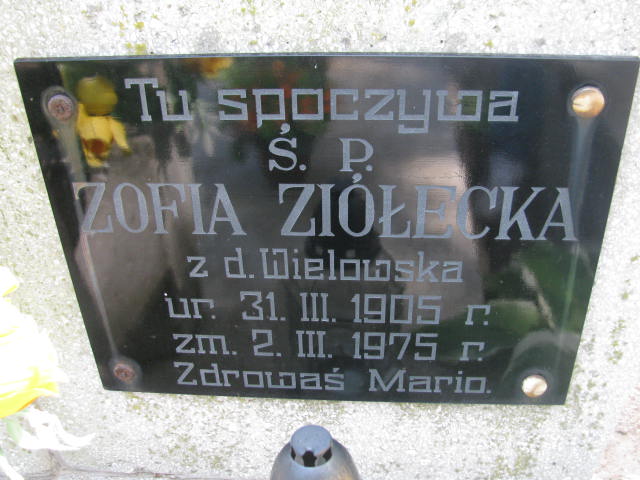 Tu spoczywa
Ś. P.
ZOFIA ZIÓŁECKA
z d. Wielowska
ur. 31. III. 1905 r.
zm. 2. III. 1975 r.
Zdrowaś Mario.